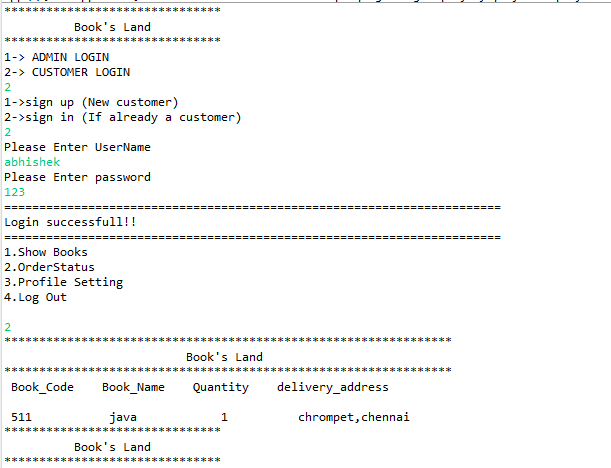 *******************************
Book's Land
*******************************
1-> ADMIN LOGIN
2-> CUSTOMER LOGIN
2
1->sign up (New customer)
2->sign in (If already a customer)
2
Please Enter UserName
abhishek
Please Enter password
123
=======================================================================
Login successfull!!
=======================================================================
1.Show Books
2.OrderStatus
3.Profile Setting
4.Log Out
2
****************************************************************
Book's Land
****************************************************************
Book_Code Book_Name Quantity delivery_address
511 java 1 chrompet,chennai
*******************************
Book's Land
*******************************